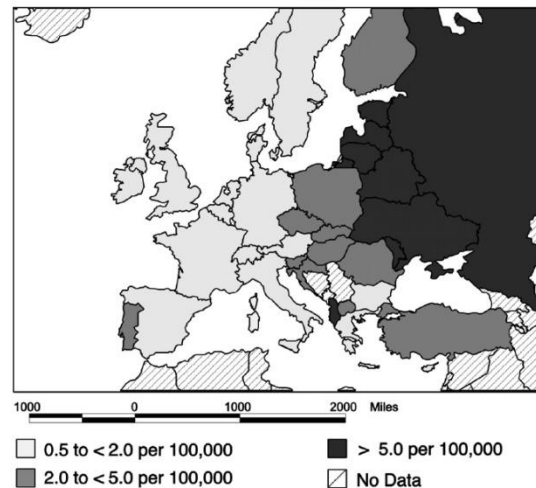 1000 0 1000 2000 Miles
0.5 to < 2.0 per 100,000
> 5.0 per 100,000
2.0 to < 5.0 per 100,000
No Data